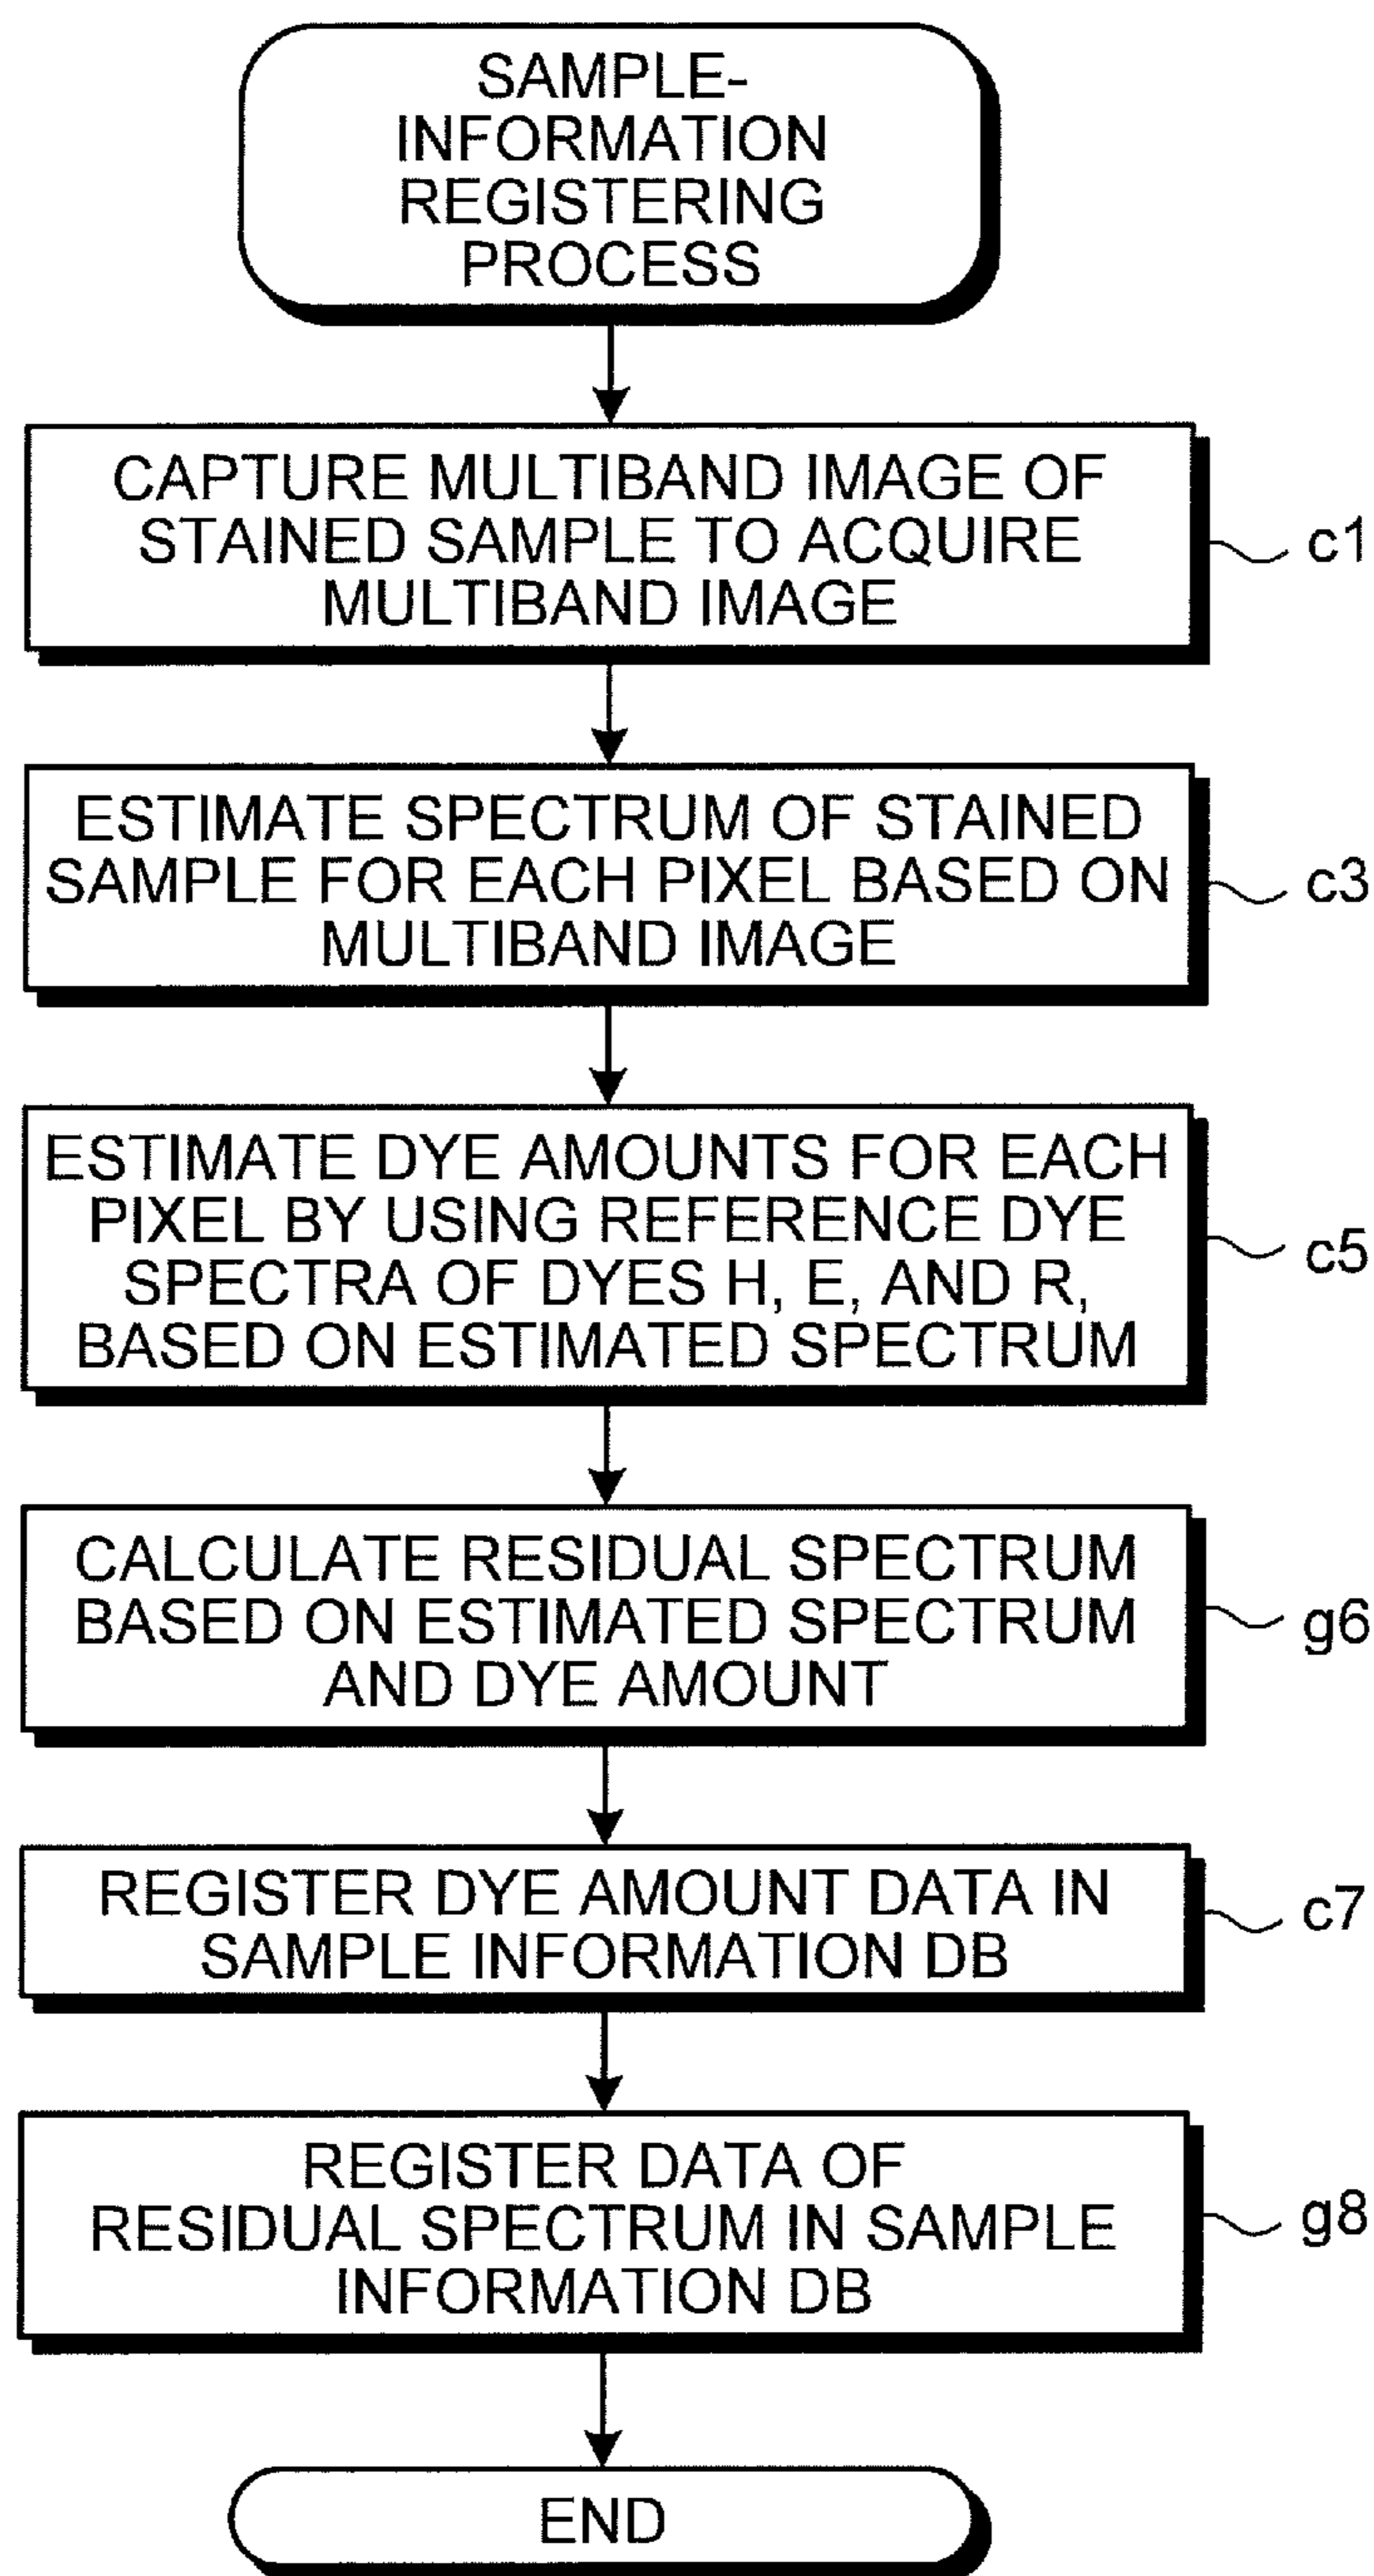 SAMPLE-
INFORMATION
REGISTERING
PROCESS
CAPTURE MULTIBAND IMAGE OF
STAINED SAMPLE TO ACQUIRE
MULTIBAND IMAGE
c1
ESTIMATE SPECTRUM OF STAINED
SAMPLE FOR EACH PIXEL BASED ON
MULTIBAND IMAGE
c3
ESTIMATE DYE AMOUNTS FOR EACH
PIXEL BY USING REFERENCE DYE
SPECTRA OF DYES H, E, AND R,
BASED ON ESTIMATED SPECTRUM
c5
CALCULATE RESIDUAL SPECTRUM
BASED ON ESTIMATED SPECTRUM
AND DYE AMOUNT
g6
REGISTER DYE AMOUNT DATA IN
SAMPLE INFORMATION DB
c7
REGISTER DATA OF
RESIDUAL SPECTRUM IN SAMPLE
INFORMATION DB
g8
END